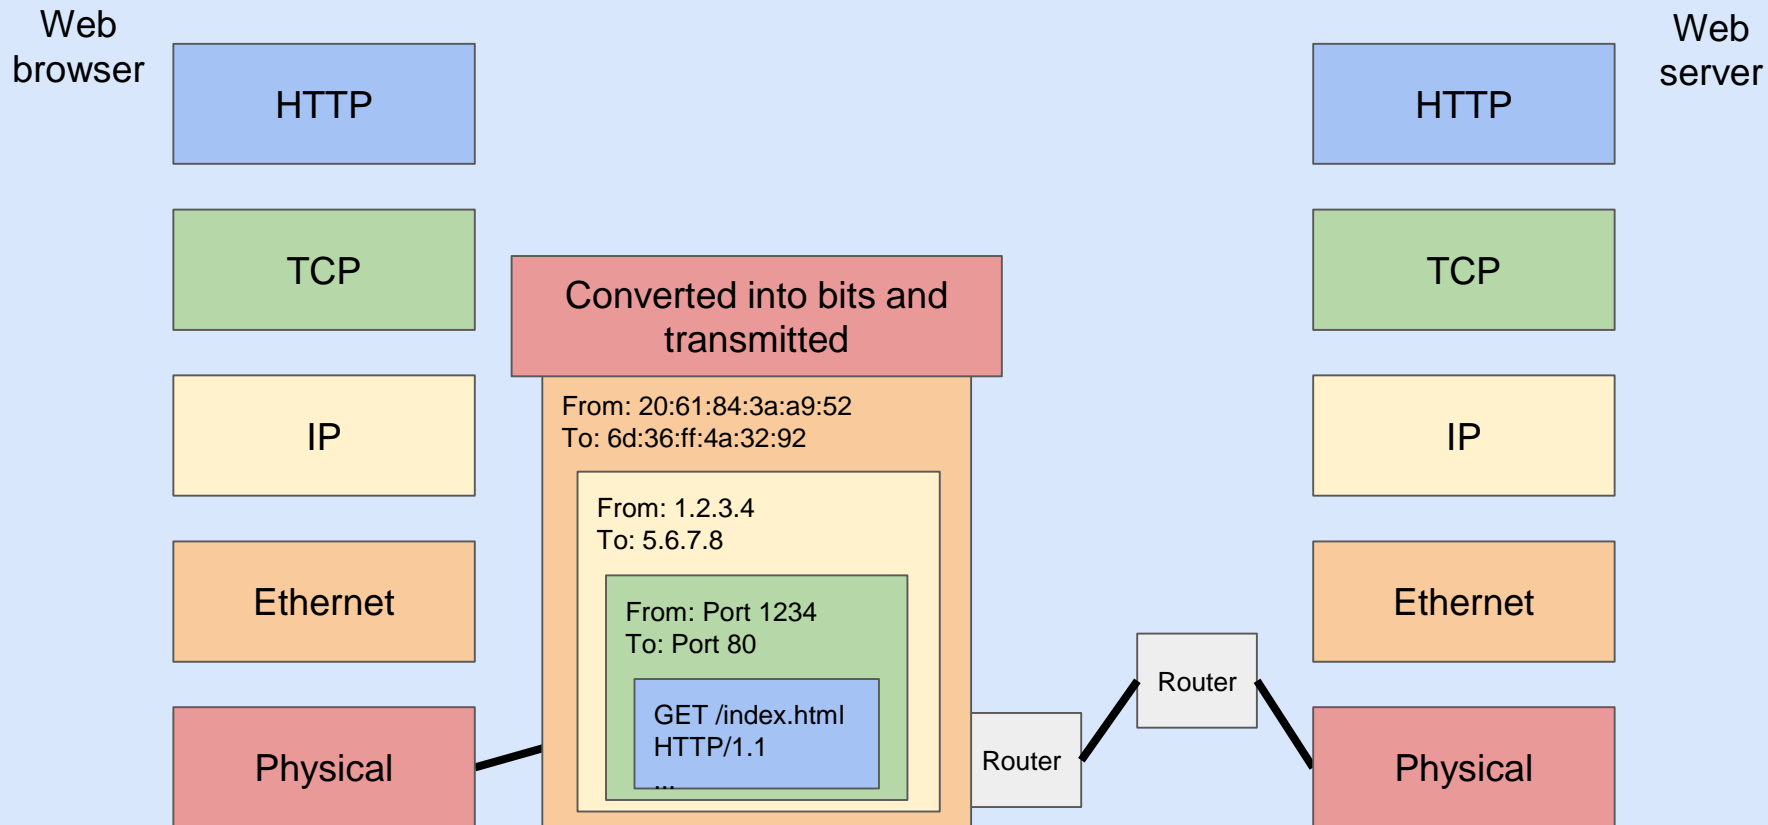 Web
browser
HTTP
TCP
IP
Ethernet
Physical
Converted into bits and
transmitted
From: 20:61:84:3a:a9:52
To: 6d:36:ff:4a:32:92
From: 1.2.3.4
To: 5.6.7.8
From: Port 1234
To: Port 80
GET /index.html
HTTP/1.1
...
Router
Router
Web
server
HTTP
TCP
IP
Ethernet
Physical